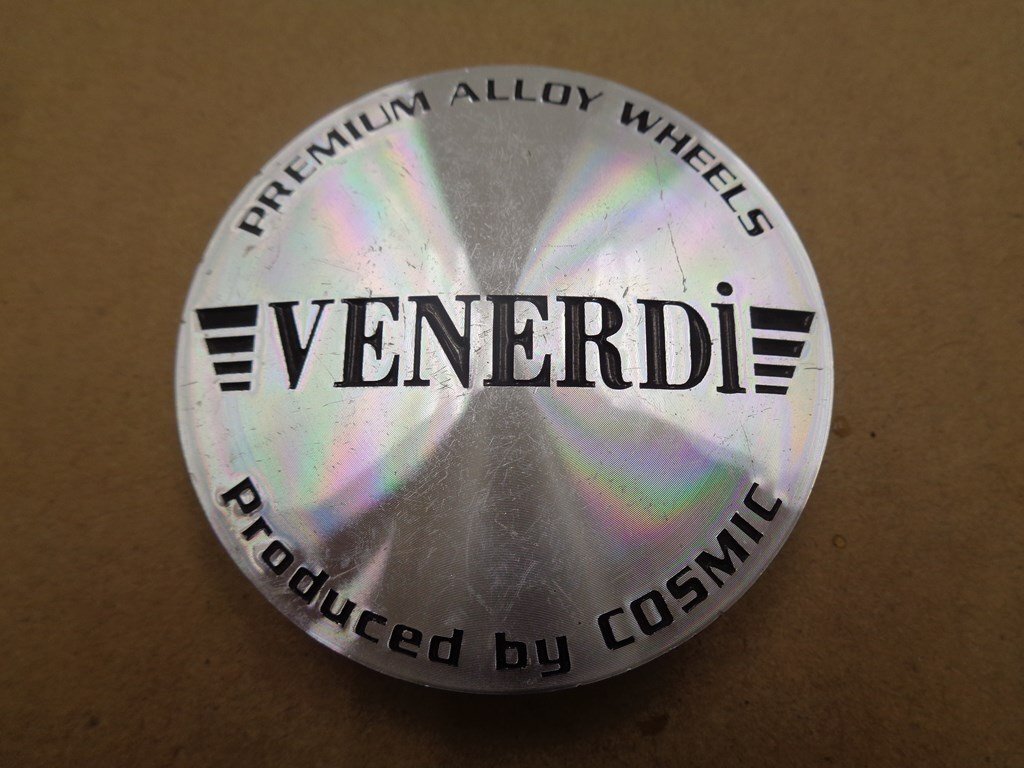 PREMIUM ALLOY WHEELS
VENERDi
Produced by COSMIC